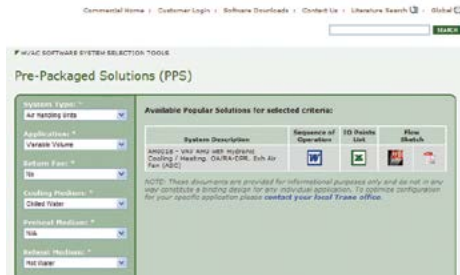 Commercial Home : Customer Login : Software Downloads : Contact Us : Literature Search : Global
SEARCH
HVAC SOFTWARE SYSTEM SELECTION TOOLS
Pre-Packaged Solutions (PPS)
System Type: *
Air Handling Units
Application: *
Variable Volume
Return Fan: *
No
Cooling Medium: *
Chilled Water
Preheat Medium: *
N/A
Reheat Medium: *
Hot Water
Available Popular Solutions for selected criteria:
System Description
Sequence of Operation
IO Points List
Flow Sketch
VAV AHU with Hydronic
Cooling / Heating, OA/RA-DPR, Exh Air
Fan (ABC)
NOTE: These documents are provided for informational purposes only and do not in any
way constitute a binding design for any individual application. To optimize configuration
for your specific application please contact your local Trane office.